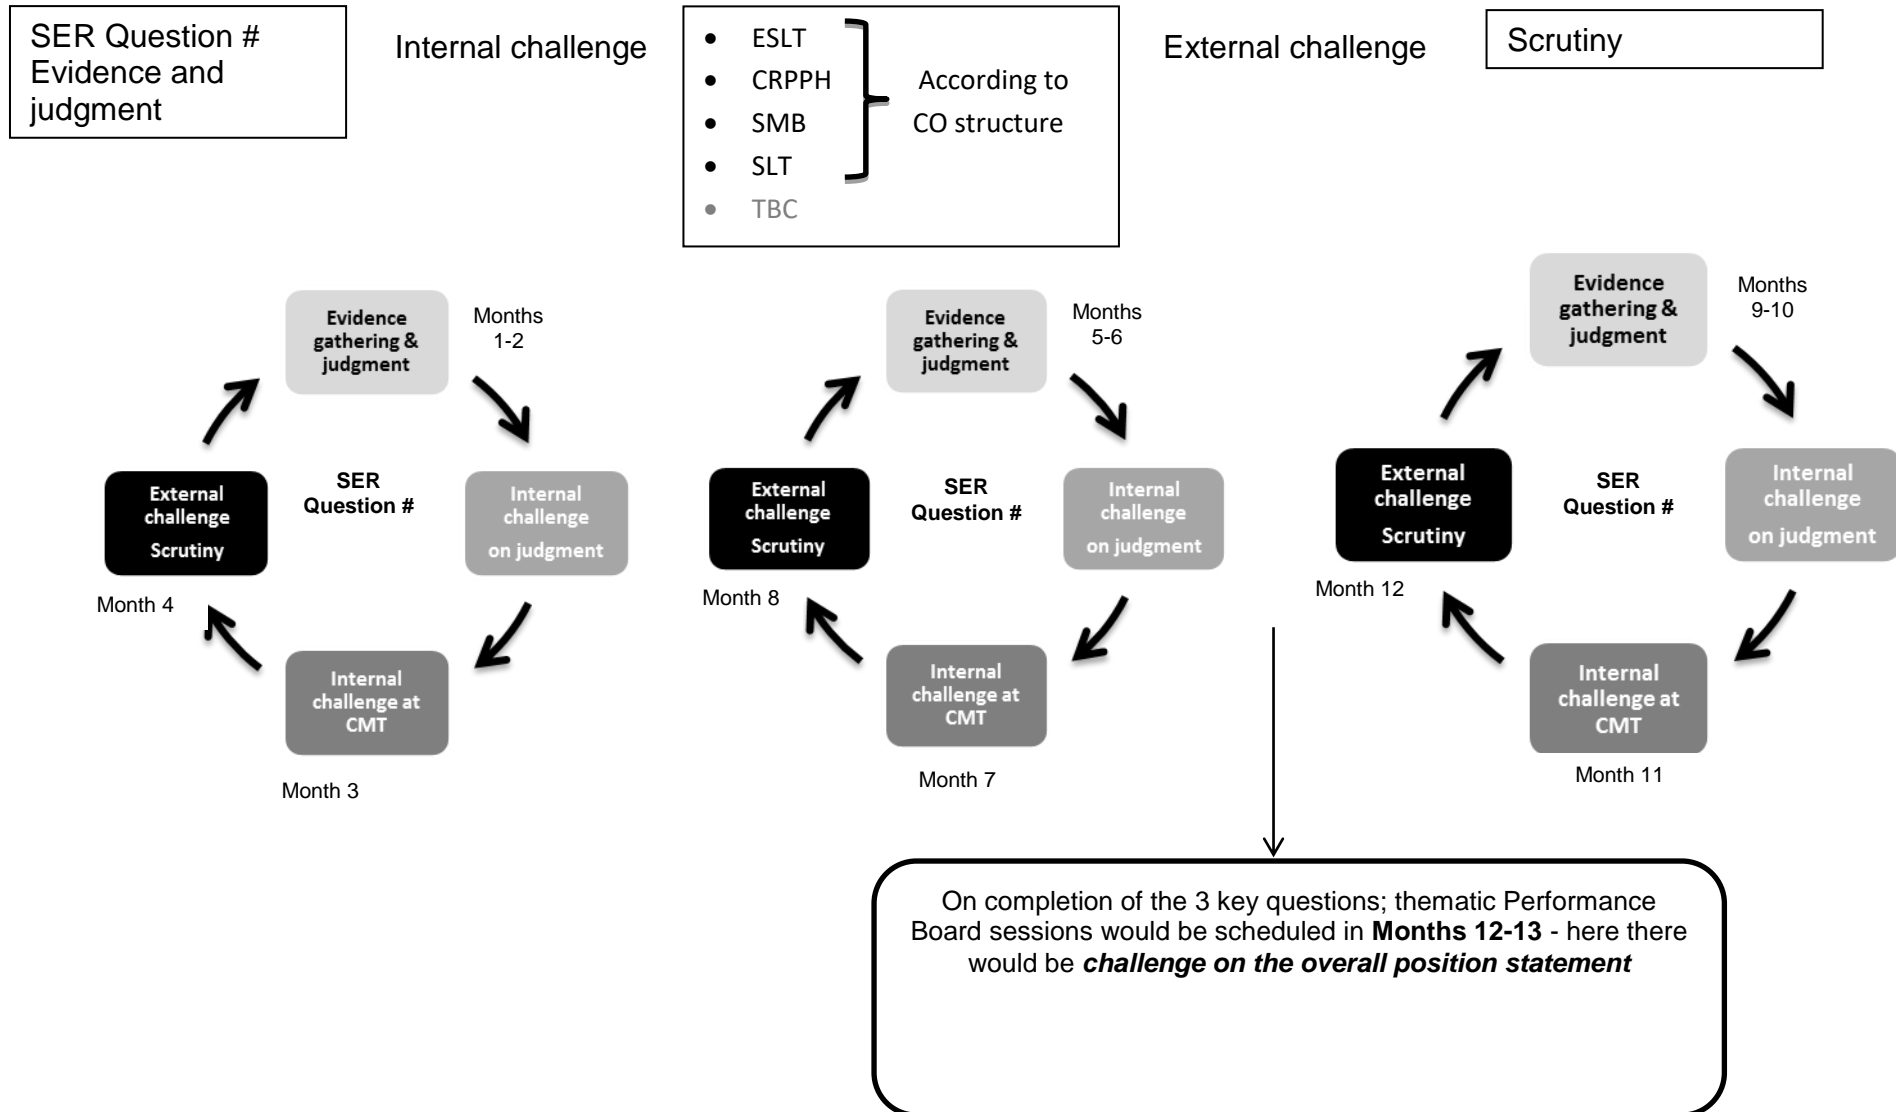 SER Question #
Evidence and
judgment
Internal challenge
• ESLT
• CRPPH
• SMB
• SLT
• TBC
According to
CO structure
External challenge
Scrutiny
Evidence
gathering &
judgment
Months
1-2
Internal
challenge
on judgment
Internal
challenge at
CMT
Month 3
External
challenge
Scrutiny
Month 4
SER
Question #
Evidence
gathering &
judgment
Months
5-6
Internal
challenge
on judgment
Internal
challenge at
CMT
Month 7
External
challenge
Scrutiny
Month 8
SER
Question #
Evidence
gathering &
judgment
Months
9-10
Internal
challenge
on judgment
Internal
challenge at
CMT
Month 11
External
challenge
Scrutiny
Month 12
SER
Question #
On completion of the 3 key questions; thematic Performance
Board sessions would be scheduled in Months 12-13 - here there
would be challenge on the overall position statement